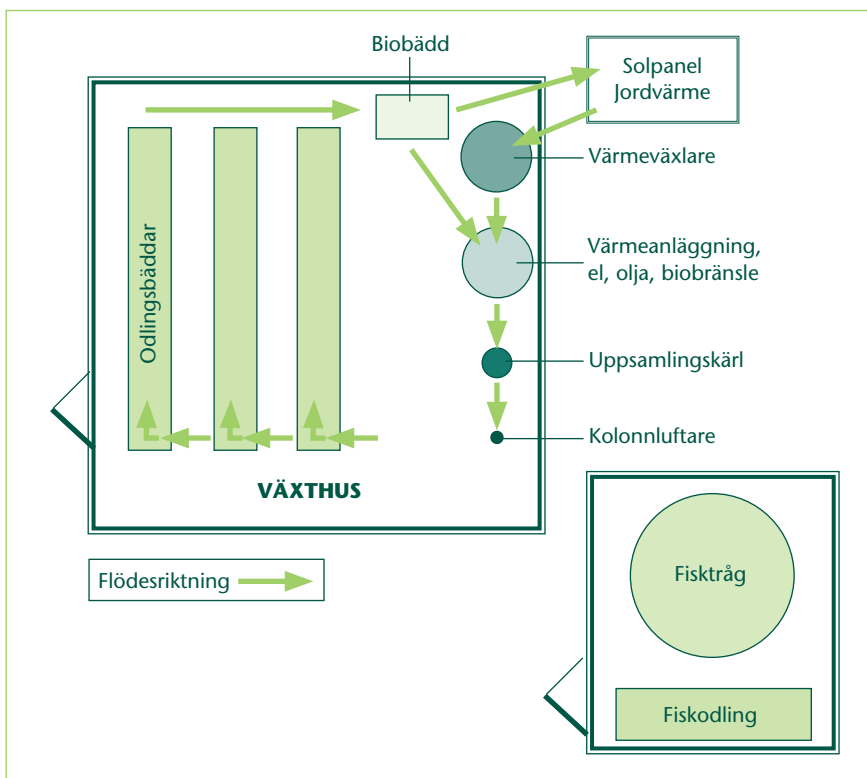 Biobädd
Solpanel
Jordvärme
Värmeväxlare
Värmeanläggning,
el, olja, biobränsle
Odlingsbäddar
Uppsamlingskärl
Kolonnluftare
VÄXTHUS
Flödesriktning
Fisktråg
Fiskodling